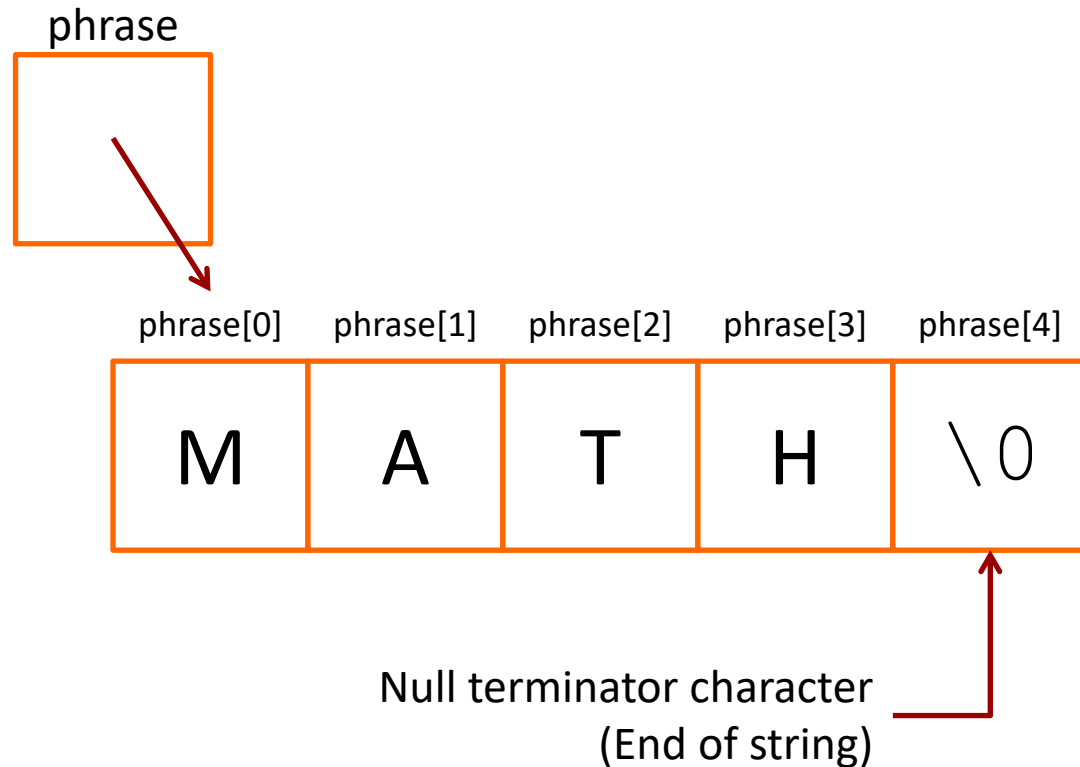 phrase
phrase[0] phrase[1] phrase[2] phrase[3] phrase[4]
M A T H \0
Null terminator character
(End of string)